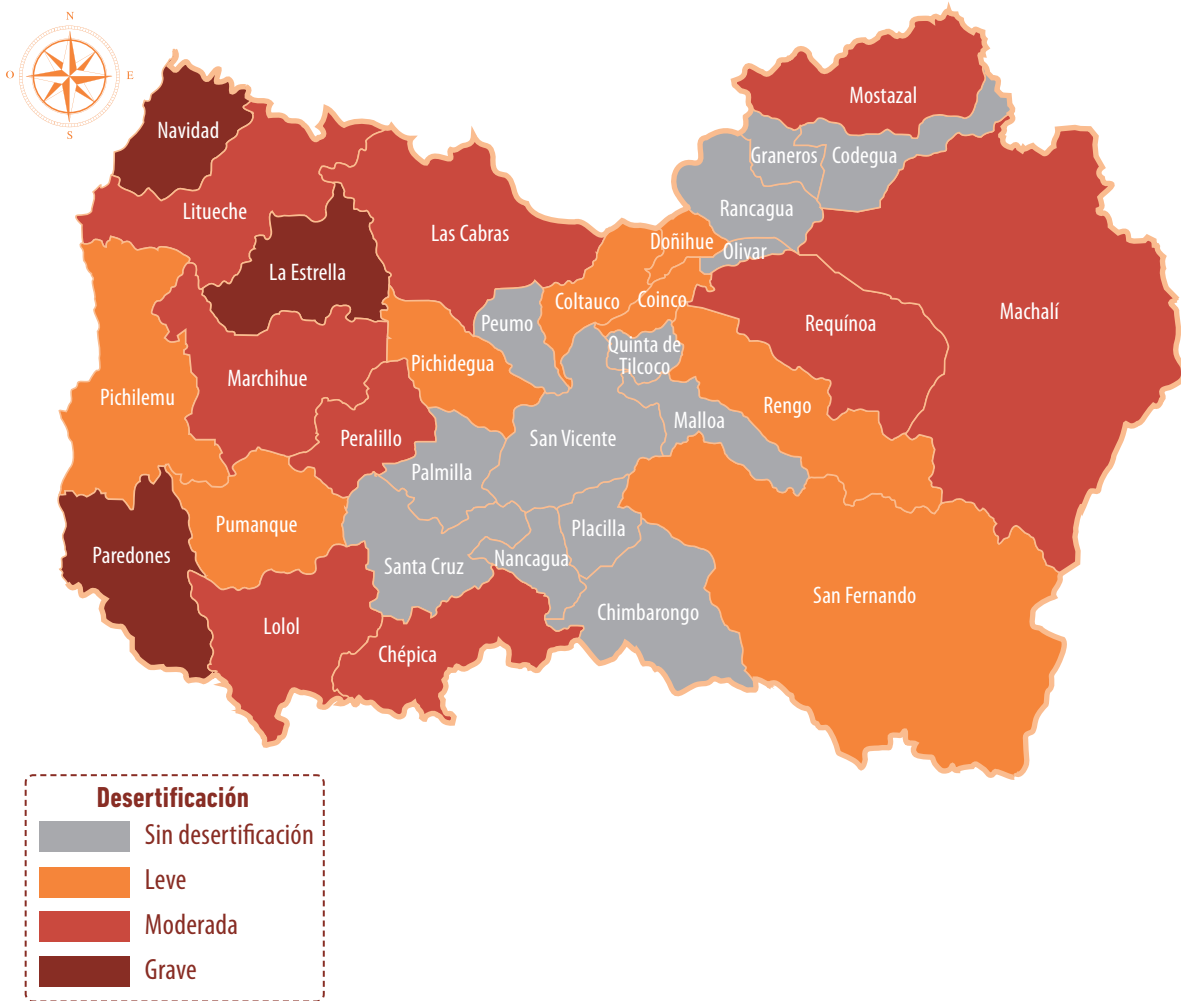 N
O
E
S
Navidad
Mostazal
Graneros
Codegua
Litueche
Rancagua
Las Cabras
Doñihue
Olivar
La Estrella
Coltauco
Coinco
Machalí
Peumo
Requínoa
Quinta de
Tilcoco
Pichidegua
Marchihue
Pichilemu
Rengo
Malloa
Peralillo
San Vicente
Palmilla
Pumanque
Placilla
Paredones
Nancagua
Santa Cruz
San Fernando
Chimbarongo
Lolol
Chépica
Desertificación
Sin desertificación
Leve
Moderada
Grave